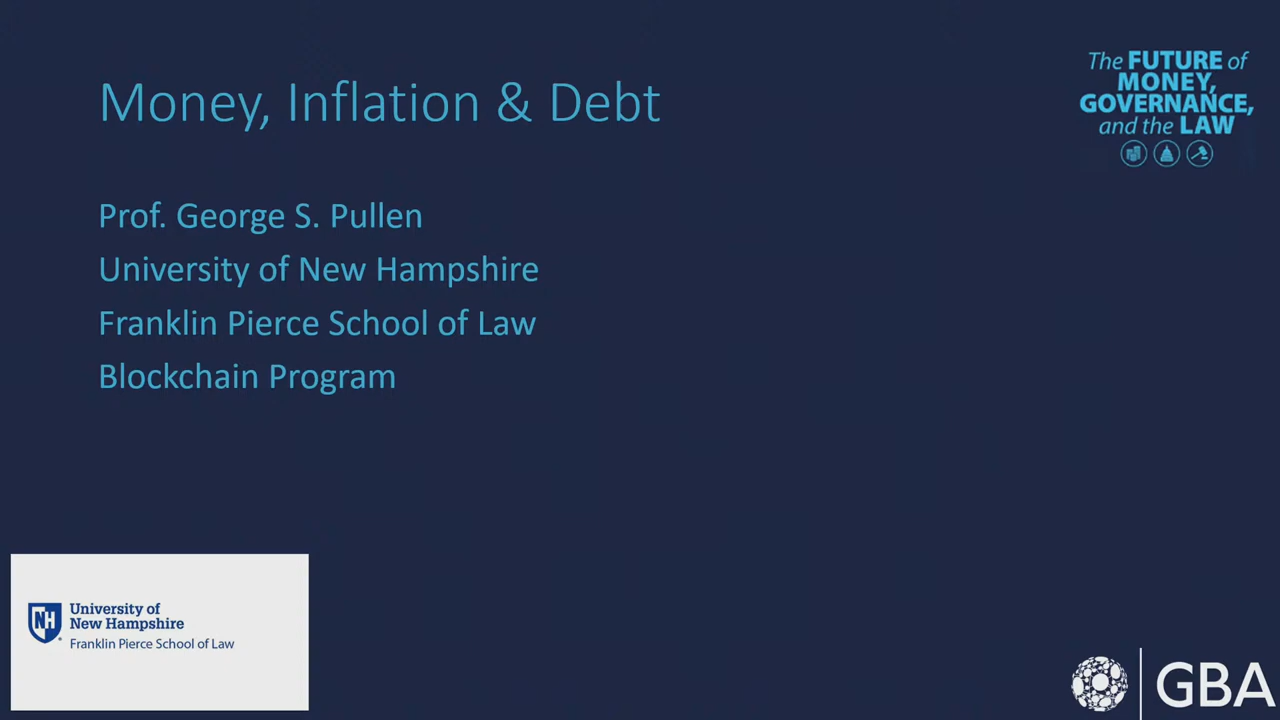 Money, Inflation & Debt
The FUTURE of
MONEY,
GOVERNANCE,
and the LAW
Prof. George S. Pullen
University of New Hampshire
Franklin Pierce School of Law
Blockchain Program
NH
University of
New Hampshire
Franklin Pierce School of Law
GBA